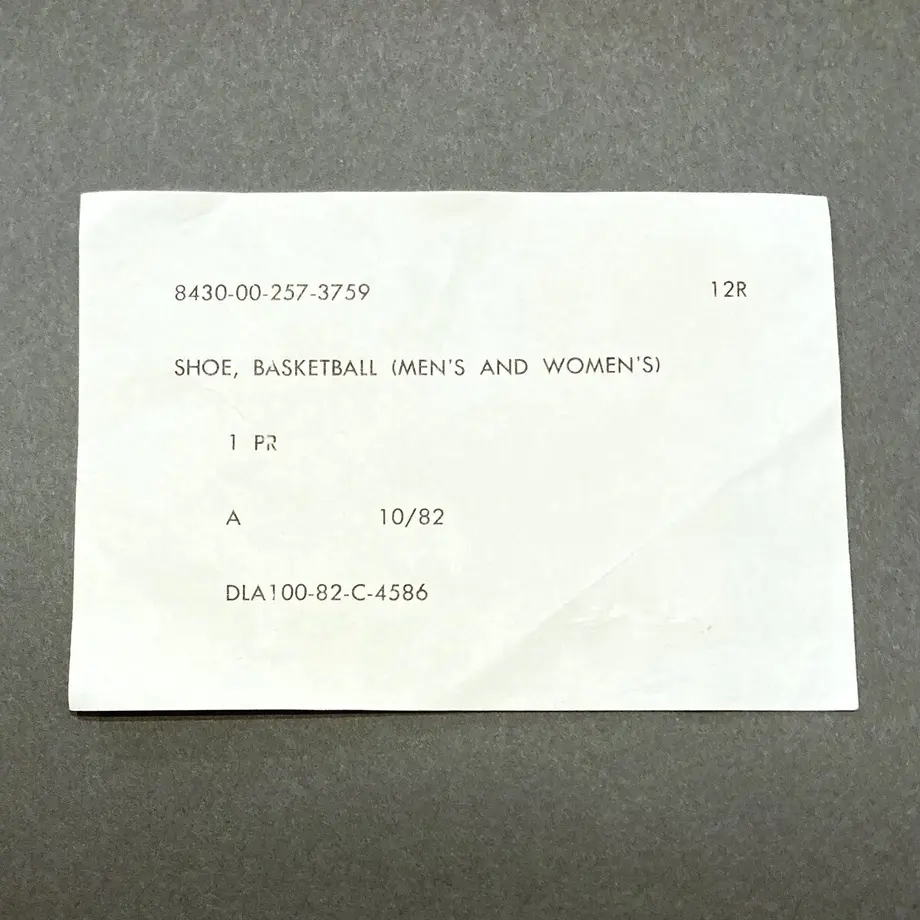 8430-00-257-3759 12R
SHOE, BASKETBALL (MEN'S AND WOMEN'S)
1 PR
A 10/82
DLA100-82-C-4586